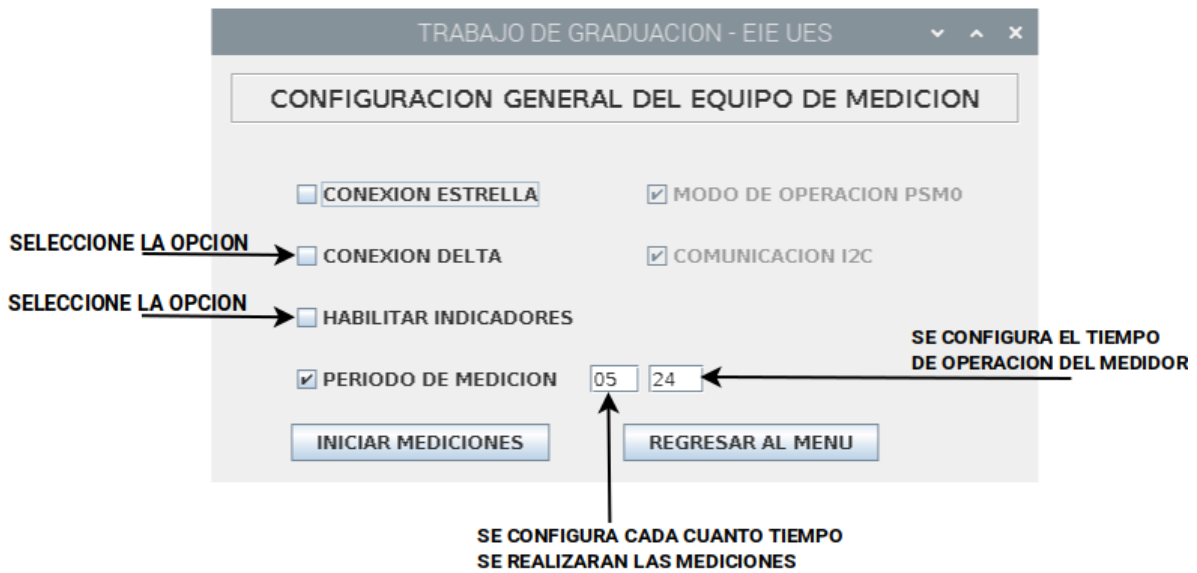 TRABAJO DE GRADUACION - EIE UES
CONFIGURACION GENERAL DEL EQUIPO DE MEDICION
CONEXION ESTRELLA
MODO DE OPERACION PSM0
SELECCIONE LA OPCION
CONEXION DELTA
COMUNICACION I2C
SELECCIONE LA OPCION
HABILITAR INDICADORES
SE CONFIGURA EL TIEMPO
DE OPERACION DEL MEDIDOR
PERIODO DE MEDICION
05
24
INICIAR MEDICIONES
REGRESAR AL MENU
SE CONFIGURA CADA CUANTO TIEMPO
SE REALIZARAN LAS MEDICIONES